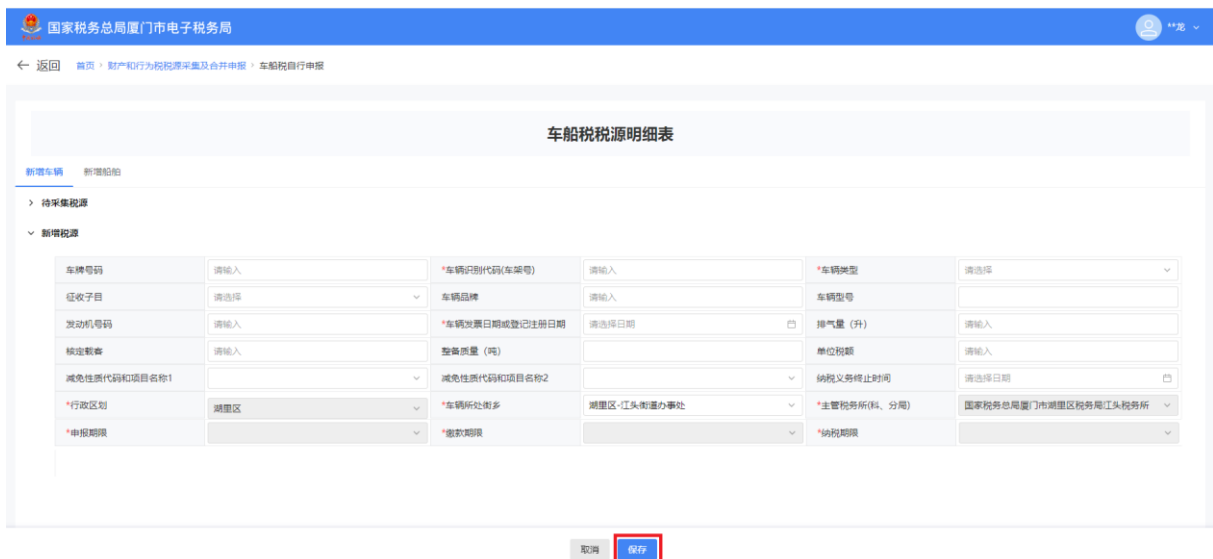 国家税务总局厦门市电子税务局 **龙
← 返回 首页 › 财产和行为税税源采集及合并申报 › 车船税自行申报
车船税税源明细表
新增车辆 新增船舶
待采集税源
新增税源
车牌号码 请输入 *车辆识别代码(车架号) 请输入 *车辆类型 请选择
征收子目 请选择 车辆品牌 请输入 车辆型号
发动机号码 请输入 *车辆发票日期或登记注册日期 请选择日期 排气量（升） 请输入
核定载客 请输入 整备质量（吨） 单位税额 请输入
减免性质代码和项目名称1 减免性质代码和项目名称2 纳税义务终止时间 请选择日期
*行政区划 湖里区 *车辆所处街乡 湖里区-江头街道办事处 *主管税务所(科、分局) 国家税务总局厦门市湖里区税务局江头税务所
*申报期限 *缴款期限 *纳税期限
取消 保存